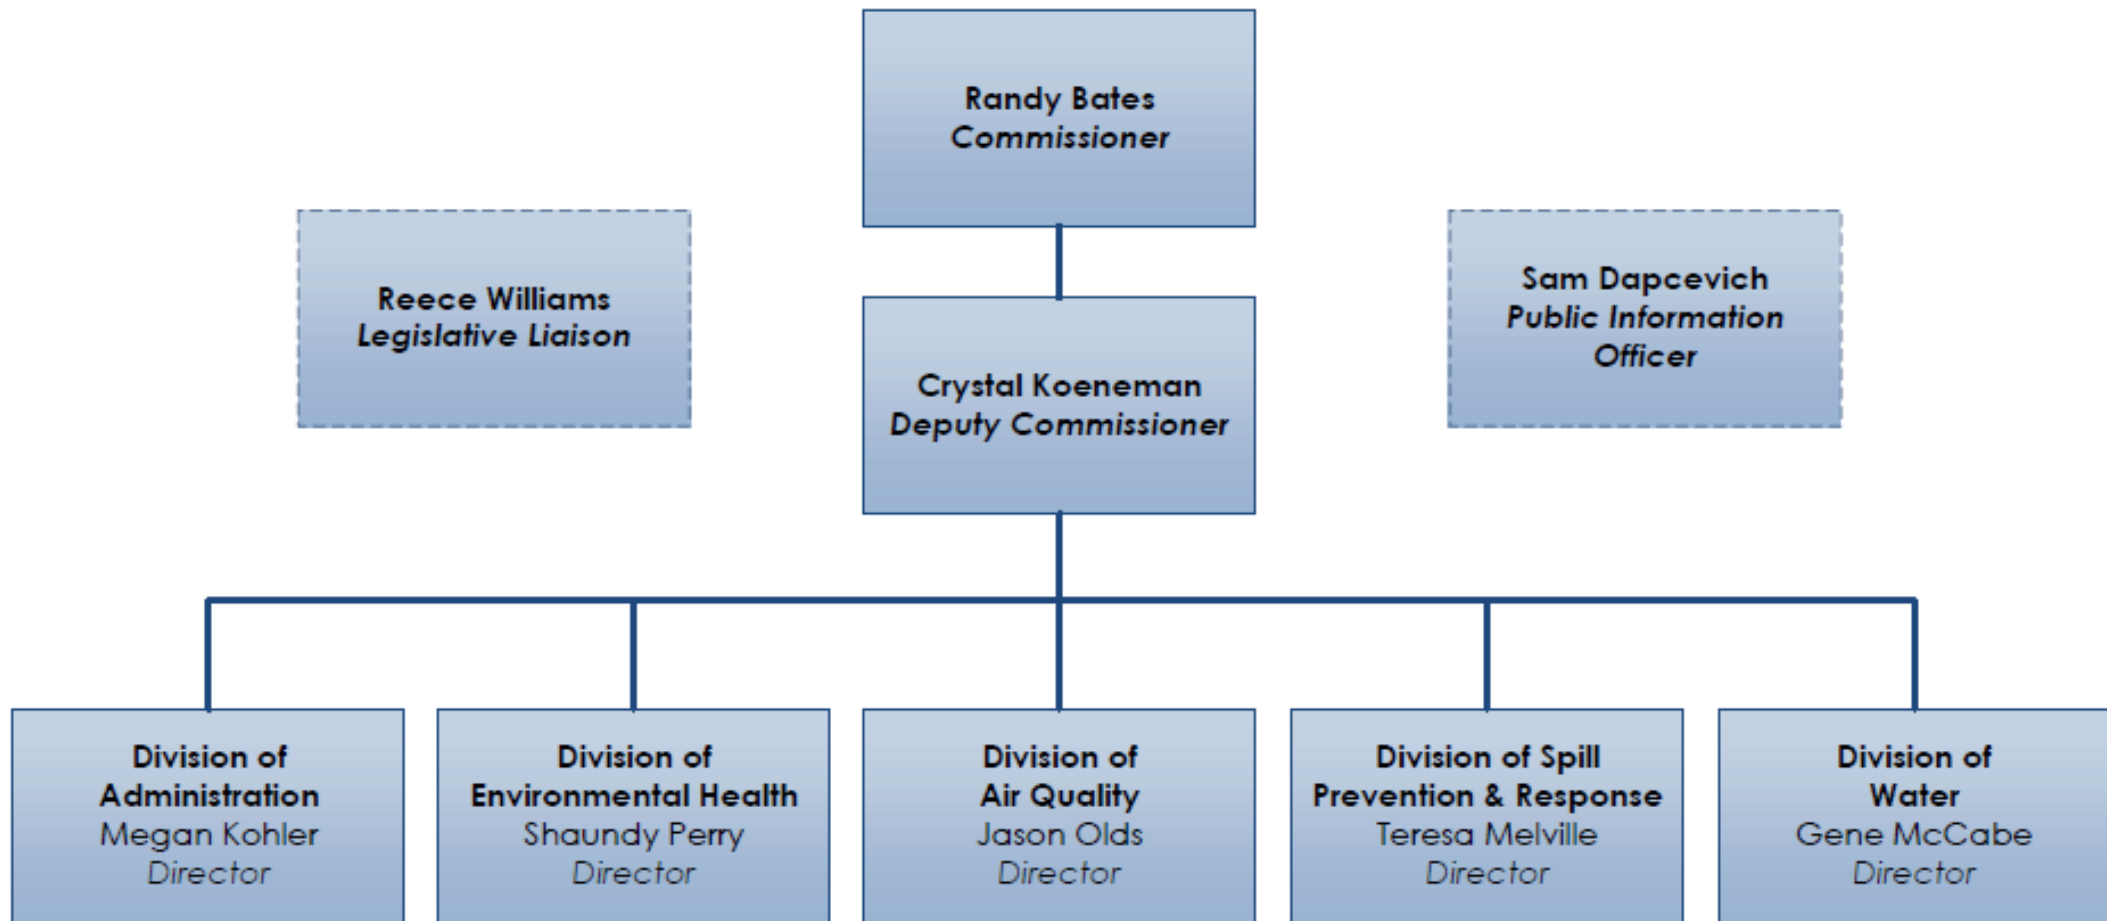 Randy Bates
Commissioner
Reece Williams
Legislative Liaison
Sam Dapcevich
Public Information
Officer
Crystal Koeneman
Deputy Commissioner
Division of
Administration
Megan Kohler
Director
Division of
Environmental Health
Shaundy Perry
Director
Division of
Air Quality
Jason Olds
Director
Division of Spill
Prevention & Response
Teresa Melville
Director
Division of
Water
Gene McCabe
Director